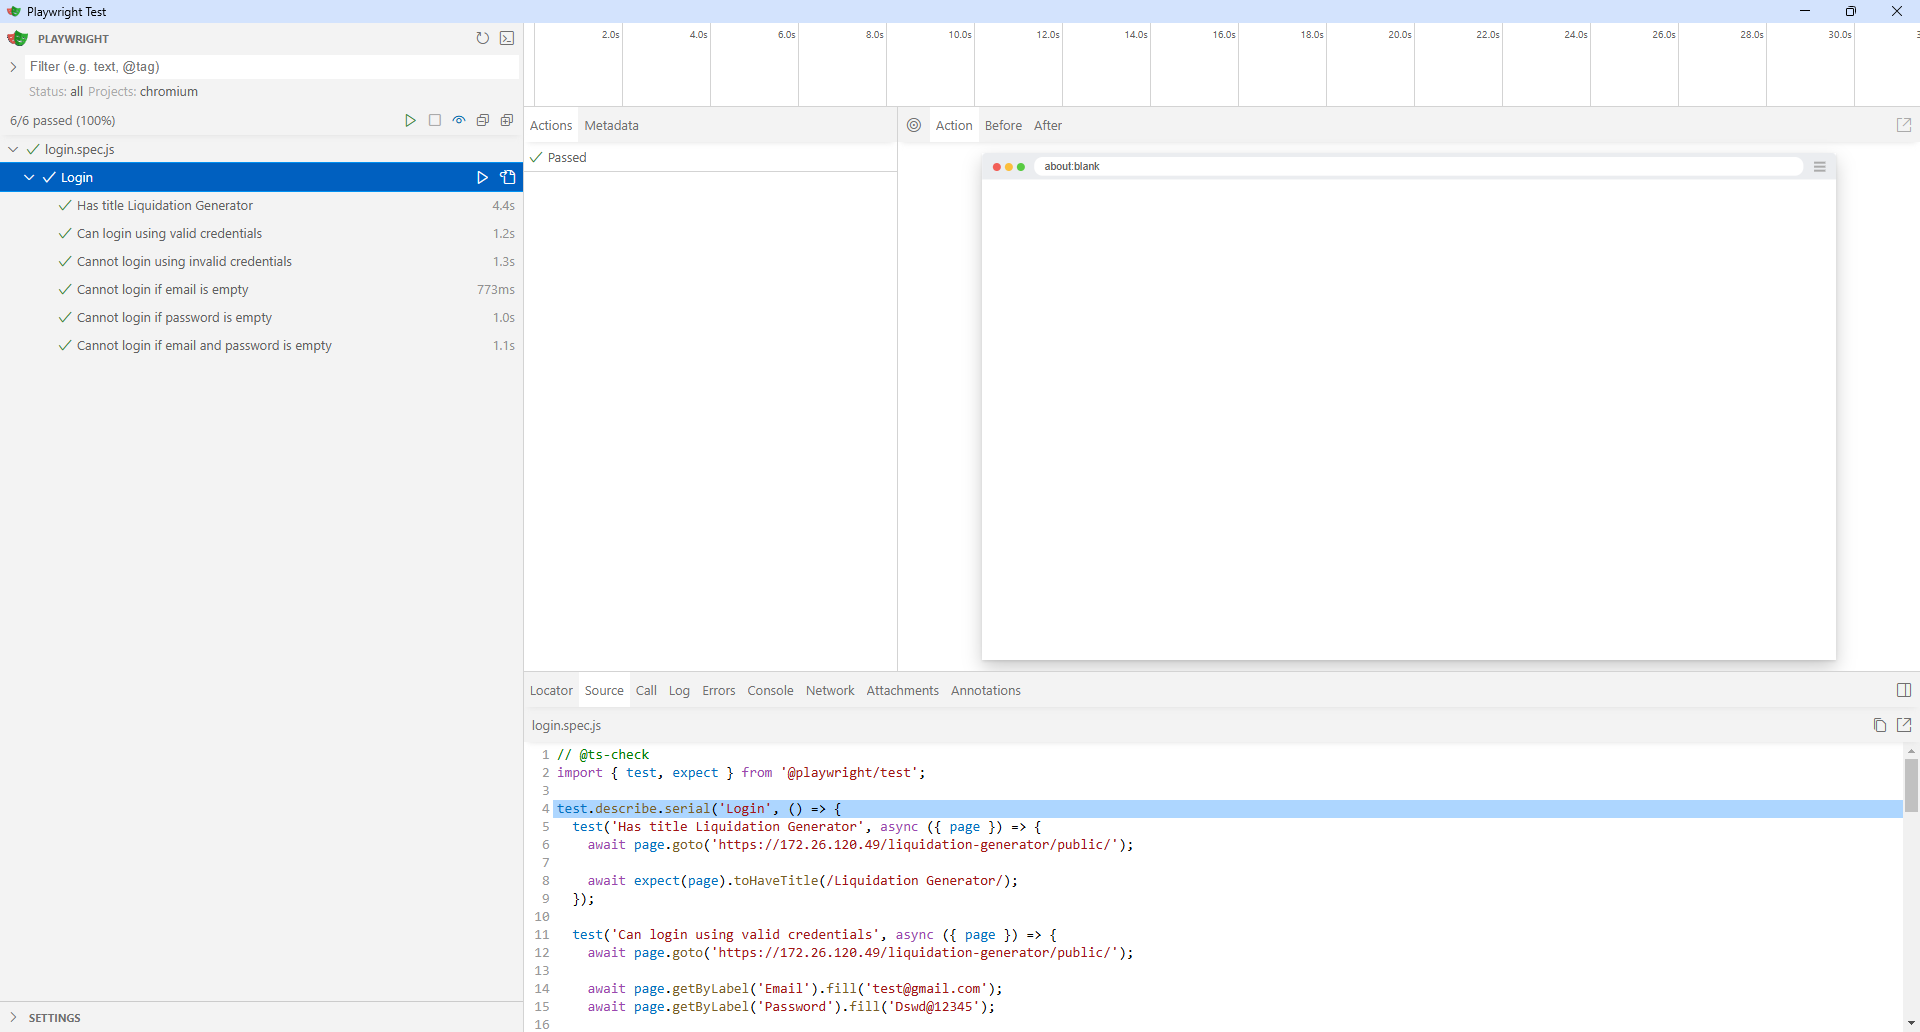 Playwright Test
PLAYWRIGHT
Filter (e.g. text, @tag)
Status: all Projects: chromium
6/6 passed (100%)
login.spec.js
Login
Has title Liquidation Generator 4.4s
Can login using valid credentials 1.2s
Cannot login using invalid credentials 1.3s
Cannot login if email is empty 773ms
Cannot login if password is empty 1.0s
Cannot login if email and password is empty 1.1s
SETTINGS
2.0s 4.0s 6.0s 8.0s 10.0s 12.0s 14.0s 16.0s 18.0s 20.0s 22.0s 24.0s 26.0s 28.0s 30.0s
Actions Metadata
Passed
Action Before After
about:blank
Locator Source Call Log Errors Console Network Attachments Annotations
login.spec.js
1 // @ts-check
2 import { test, expect } from '@playwright/test';
3
4 test.describe.serial('Login', () => {
5 test('Has title Liquidation Generator', async ({ page }) => {
6 await page.goto('https://172.26.120.49/liquidation-generator/public/');
7
8 await expect(page).toHaveTitle(/Liquidation Generator/);
9 });
10
11 test('Can login using valid credentials', async ({ page }) => {
12 await page.goto('https://172.26.120.49/liquidation-generator/public/');
13
14 await page.getByLabel('Email').fill('test@gmail.com');
15 await page.getByLabel('Password').fill('Dswd@12345');
16